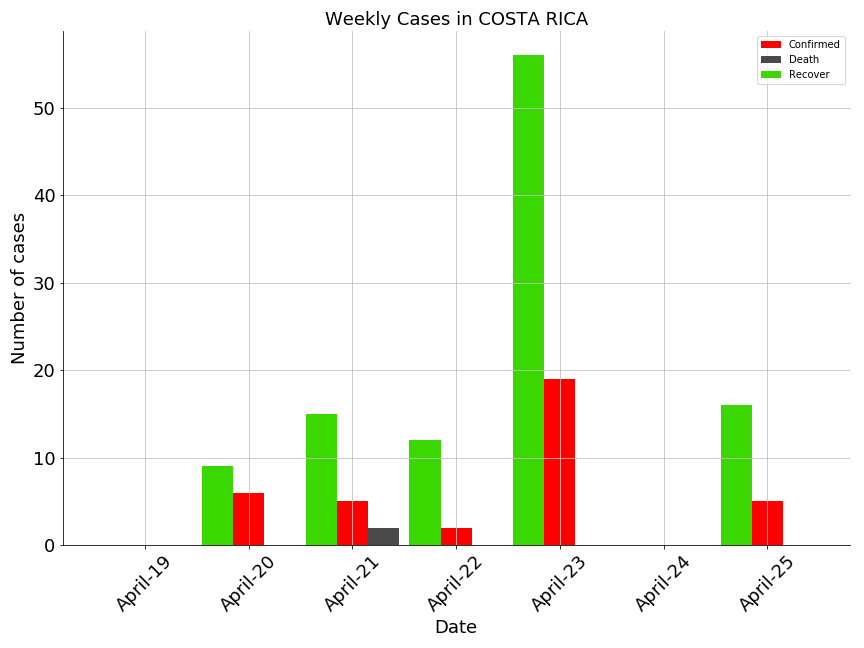 Weekly Cases in COSTA RICA
Confirmed
Death
Recover
Number of cases
50
40
30
20
10
0
April-19
April-20
April-21
April-22
April-23
April-24
April-25
Date